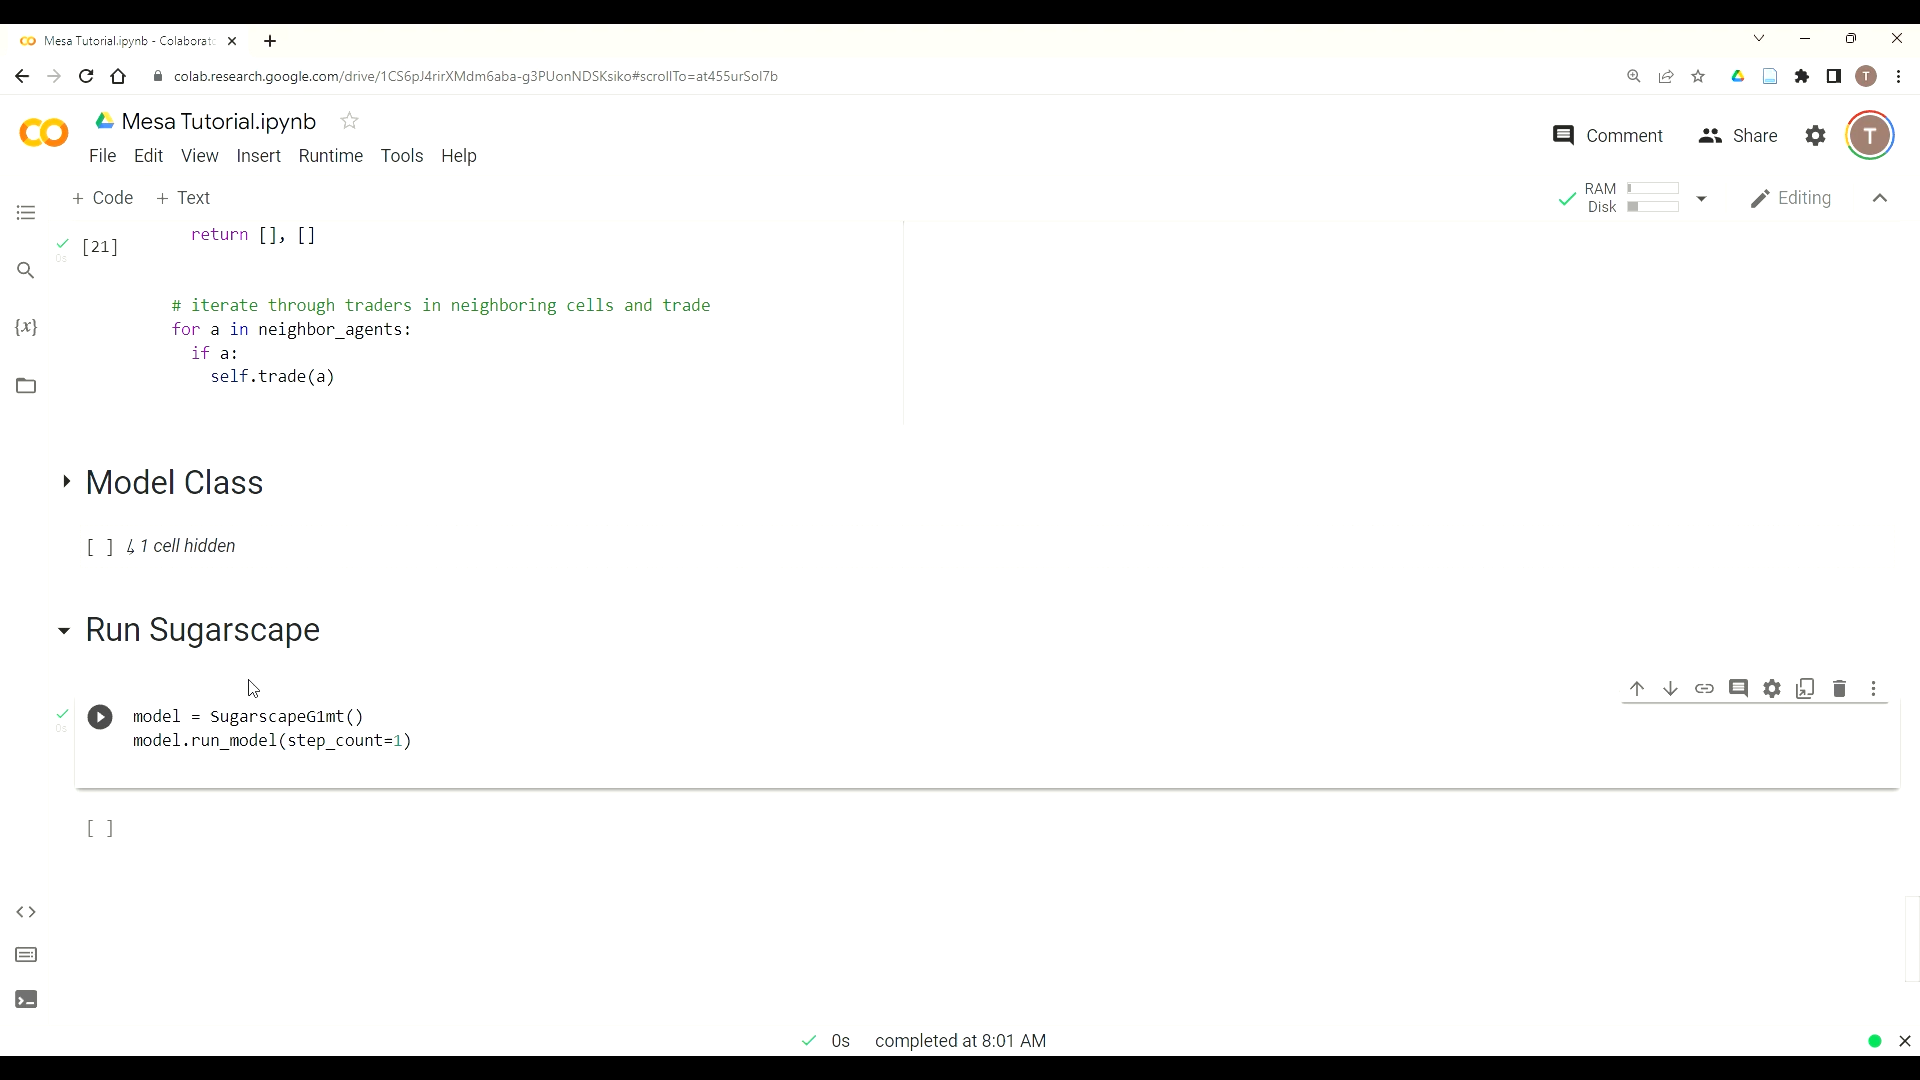 Mesa Tutorial.ipynb - Colaborato
colab.research.google.com/drive/1CS6pJ4rirXMdm6aba-g3PUonNDSKsiko#scrollTo=at455urSol7b
T
Mesa Tutorial.ipynb
File Edit View Insert Runtime Tools Help
Comment
Share
T
+ Code + Text
RAM
Disk
Editing
return [], []
[21]
0s
# iterate through traders in neighboring cells and trade
for a in neighbor_agents:
if a:
self.trade(a)
{x}
Model Class
[ ] ↳ 1 cell hidden
Run Sugarscape
model = SugarscapeG1mt()
0s
model.run_model(step_count=1)
[ ]
0s completed at 8:01 AM